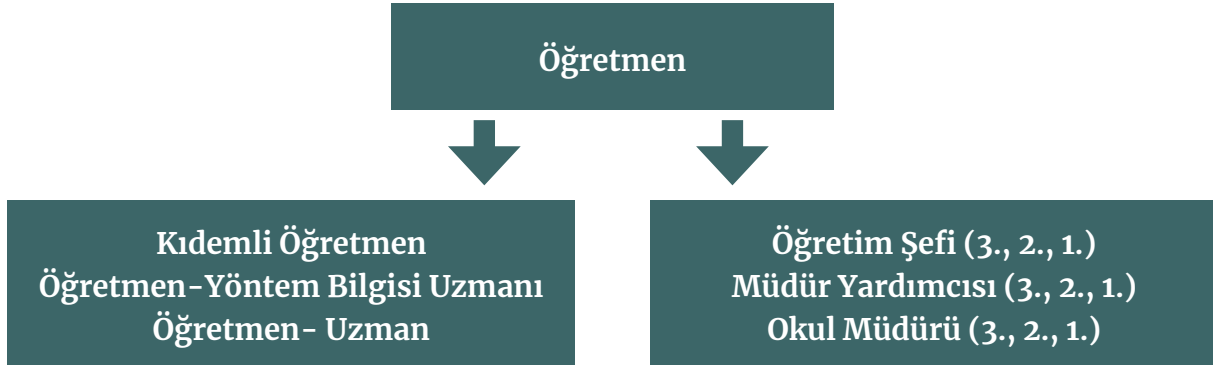 Öğretmen
Kıdemli Öğretmen
Öğretmen-Yöntem Bilgisi Uzmanı
Öğretmen- Uzman
Öğretim Şefi (3., 2., 1.)
Müdür Yardımcısı (3., 2., 1.)
Okul Müdürü (3., 2., 1.)